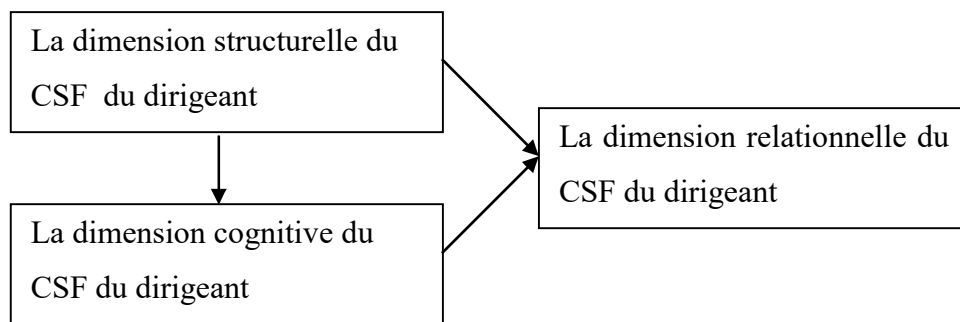 La dimension structurelle du
CSF du dirigeant
La dimension relationnelle du
CSF du dirigeant
La dimension cognitive du
CSF du dirigeant